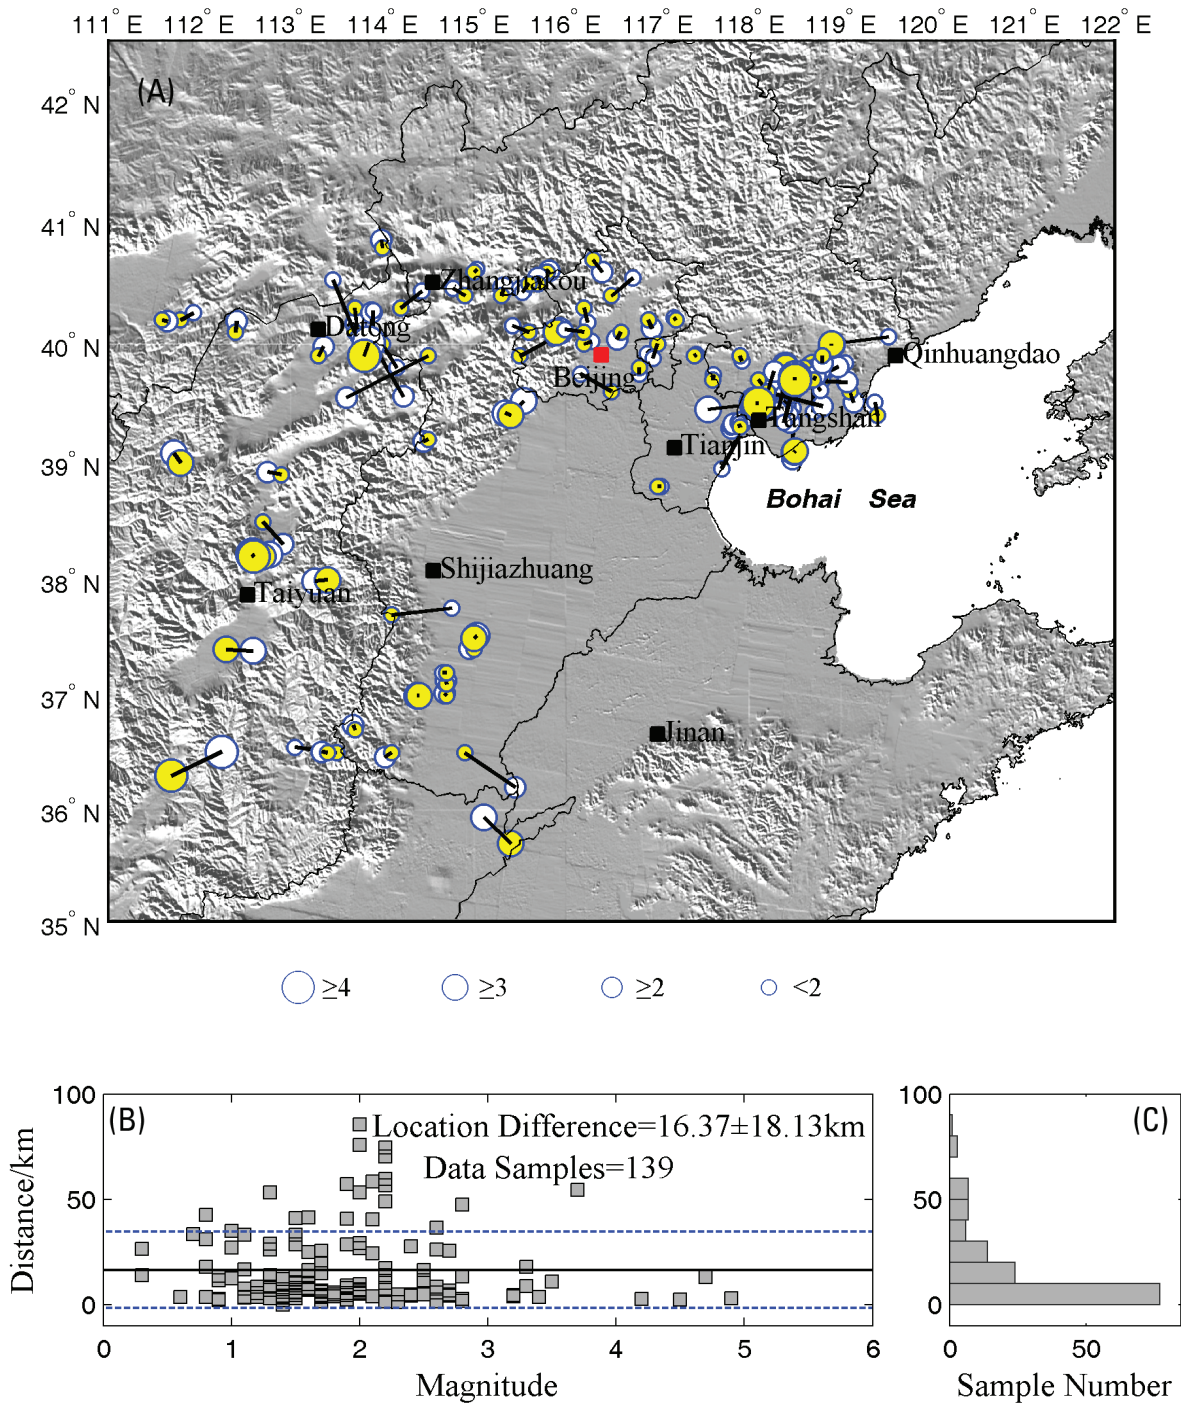 111° E 112° E 113° E 114° E 115° E 116° E 117° E 118° E 119° E 120° E 121° E 122° E
(A)
42° N
41° N
40° N
39° N
38° N
37° N
36° N
35° N
Zhangjiakou
Datong
Qinhuangdao
Beijing
Tangshan
Tianjin
Bohai Sea
Shijiazhuang
Taiyuan
Jinan
≥4 ≥3 ≥2 <2
(B)
Location Difference=16.37±18.13km
Data Samples=139
Distance/km
100
50
0
0 1 2 3 4 5 6
Magnitude
(C)
100
50
0
0 50
Sample Number